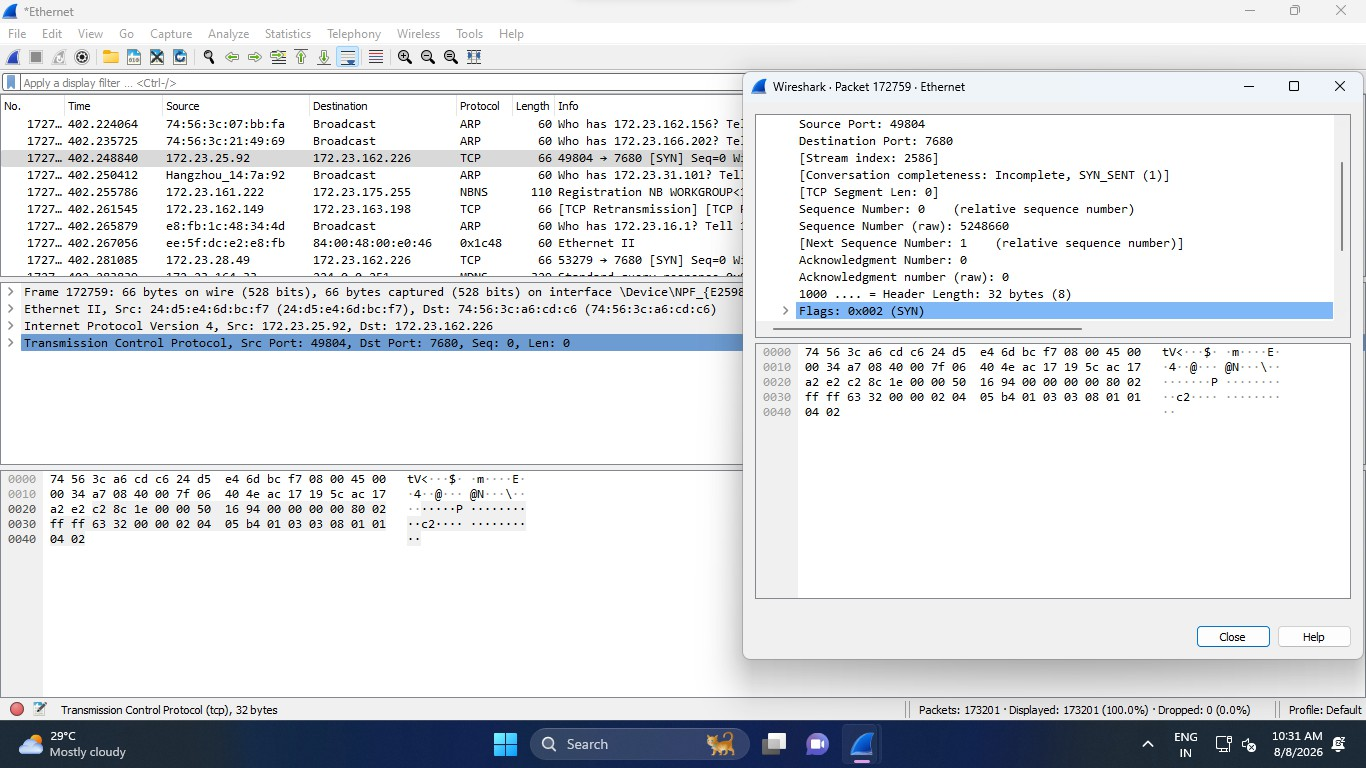 *Ethernet
File Edit View Go Capture Analyze Statistics Telephony Wireless Tools Help
Apply a display filter ... <Ctrl-/>
No. Time Source Destination Protocol Length Info
1727… 402.224064 74:56:3c:07:bb:fa Broadcast ARP 60 Who has 172.23.162.156? Tel
1727… 402.235725 74:56:3c:21:49:69 Broadcast ARP 60 Who has 172.23.166.202? Te
1727… 402.248840 172.23.25.92 172.23.162.226 TCP 66 49804 → 7680 [SYN] Seq=0 Wi
1727… 402.250412 Hangzhou_14:7a:92 Broadcast ARP 60 Who has 172.23.31.101? Tell
1727… 402.255786 172.23.161.222 172.23.175.255 NBNS 110 Registration NB WORKGROUP<
1727… 402.261545 172.23.162.149 172.23.163.198 TCP 66 [TCP Retransmission] [TCP
1727… 402.265879 e8:fb:1c:48:34:4d Broadcast ARP 60 Who has 172.23.16.1? Tell
1727… 402.267056 ee:5f:dc:e2:e8:fb 84:00:48:00:e0:46 0x1c48 60 Ethernet II
1727… 402.281085 172.23.28.49 172.23.162.226 TCP 66 53279 → 7680 [SYN] Seq=0 Wi
Frame 172759: 66 bytes on wire (528 bits), 66 bytes captured (528 bits) on interface \Device\NPF_{E2598
Ethernet II, Src: 24:d5:e4:6d:bc:f7 (24:d5:e4:6d:bc:f7), Dst: 74:56:3c:a6:cd:c6 (74:56:3c:a6:cd:c6)
Internet Protocol Version 4, Src: 172.23.25.92, Dst: 172.23.162.226
Transmission Control Protocol, Src Port: 49804, Dst Port: 7680, Seq: 0, Len: 0
0000 74 56 3c a6 cd c6 24 d5 e4 6d bc f7 08 00 45 00 tV<···$· ·m····E·
0010 00 34 a7 08 40 00 7f 06 40 4e ac 17 19 5c ac 17 ·4··@··· @N···\··
0020 a2 e2 c2 8c 1e 00 00 50 16 94 00 00 00 00 80 02 ·······P ········
0030 ff ff 63 32 00 00 02 04 05 b4 01 03 03 08 01 01 ··c2···· ········
0040 04 02 ··
Wireshark · Packet 172759 · Ethernet
Source Port: 49804
Destination Port: 7680
[Stream index: 2586]
[Conversation completeness: Incomplete, SYN_SENT (1)]
[TCP Segment Len: 0]
Sequence Number: 0 (relative sequence number)
Sequence Number (raw): 5248660
[Next Sequence Number: 1 (relative sequence number)]
Acknowledgment Number: 0
Acknowledgment number (raw): 0
1000 .... = Header Length: 32 bytes (8)
Flags: 0x002 (SYN)
0000 74 56 3c a6 cd c6 24 d5 e4 6d bc f7 08 00 45 00 tV<···$· ·m····E·
0010 00 34 a7 08 40 00 7f 06 40 4e ac 17 19 5c ac 17 ·4··@··· @N···\··
0020 a2 e2 c2 8c 1e 00 00 50 16 94 00 00 00 00 80 02 ·······P ········
0030 ff ff 63 32 00 00 02 04 05 b4 01 03 03 08 01 01 ··c2···· ········
0040 04 02 ··
Close Help
Transmission Control Protocol (tcp), 32 bytes
Packets: 173201 · Displayed: 173201 (100.0%) · Dropped: 0 (0.0%)
Profile: Default
29°C
Mostly cloudy
Search
ENG
IN
10:31 AM
8/8/2026